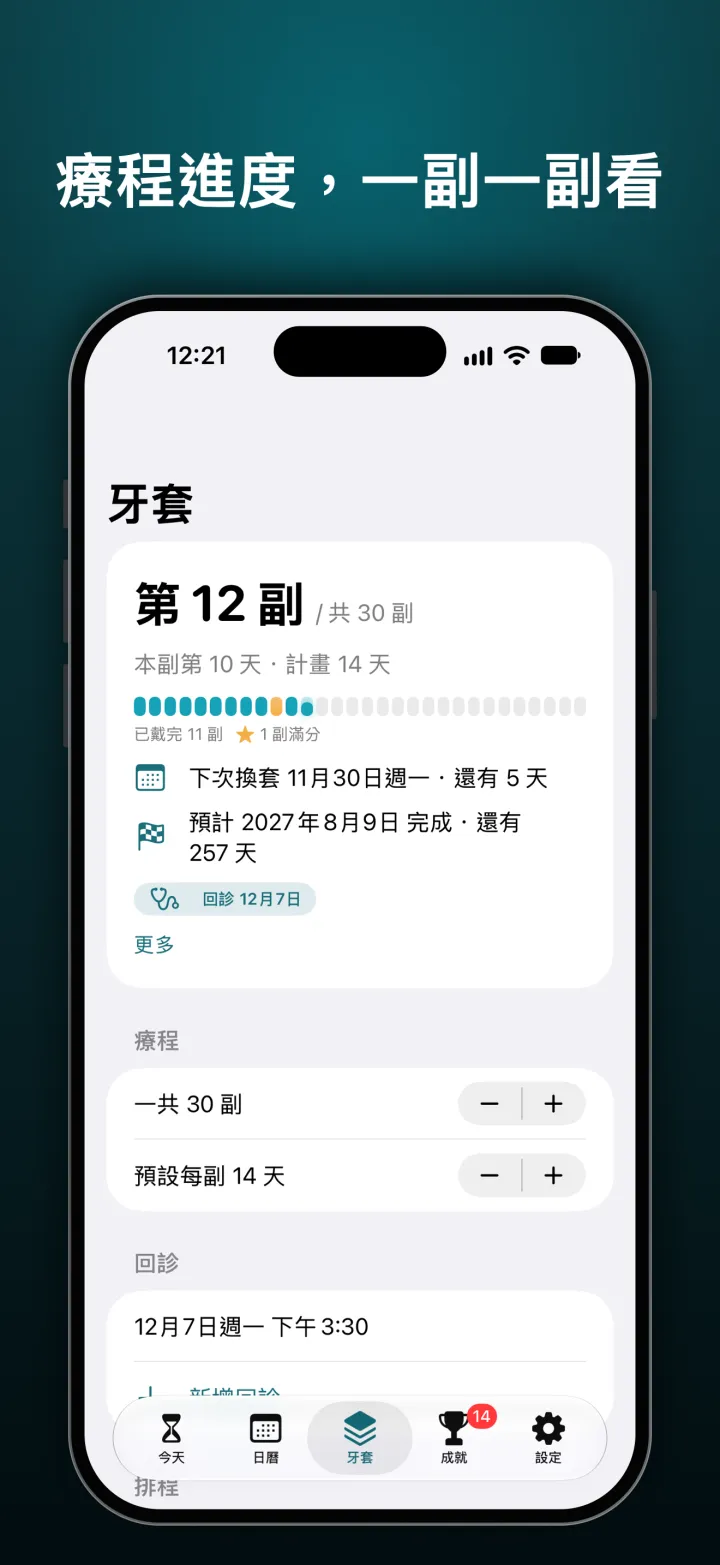 療程進度，一副一副看
12:21
牙套
第 12 副 / 共 30 副
本副第 10 天 · 計畫 14 天
已戴完 11 副 1 副滿分
下次換套 11月30日週一 · 還有 5 天
預計 2027年8月9日 完成 · 還有
257 天
回診 12月7日
更多
療程
一共 30 副
預設每副 14 天
回診
12月7日週一 下午3:30
新增回診
14
今天
日曆
牙套
成就
設定
排程